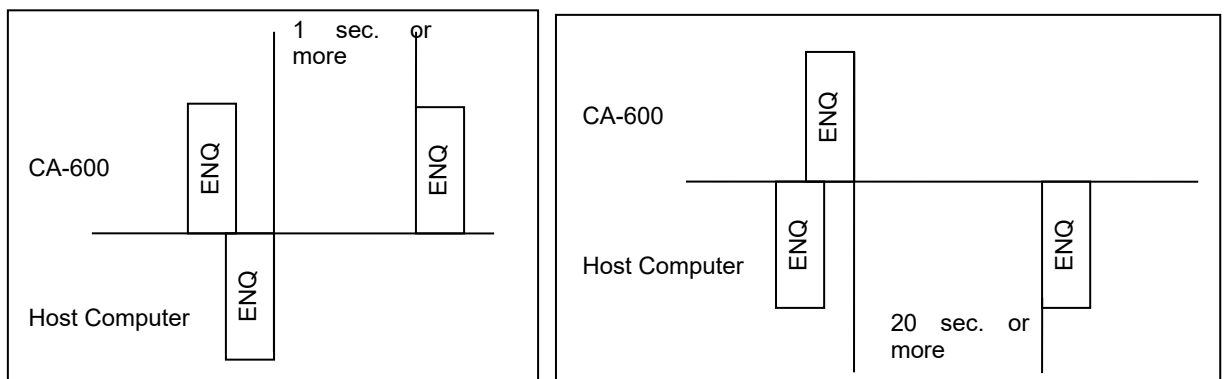 1 sec. or
more
ENQ
ENQ
CA-600
ENQ
Host Computer
CA-600
ENQ
ENQ
ENQ
Host Computer
20 sec. or
more